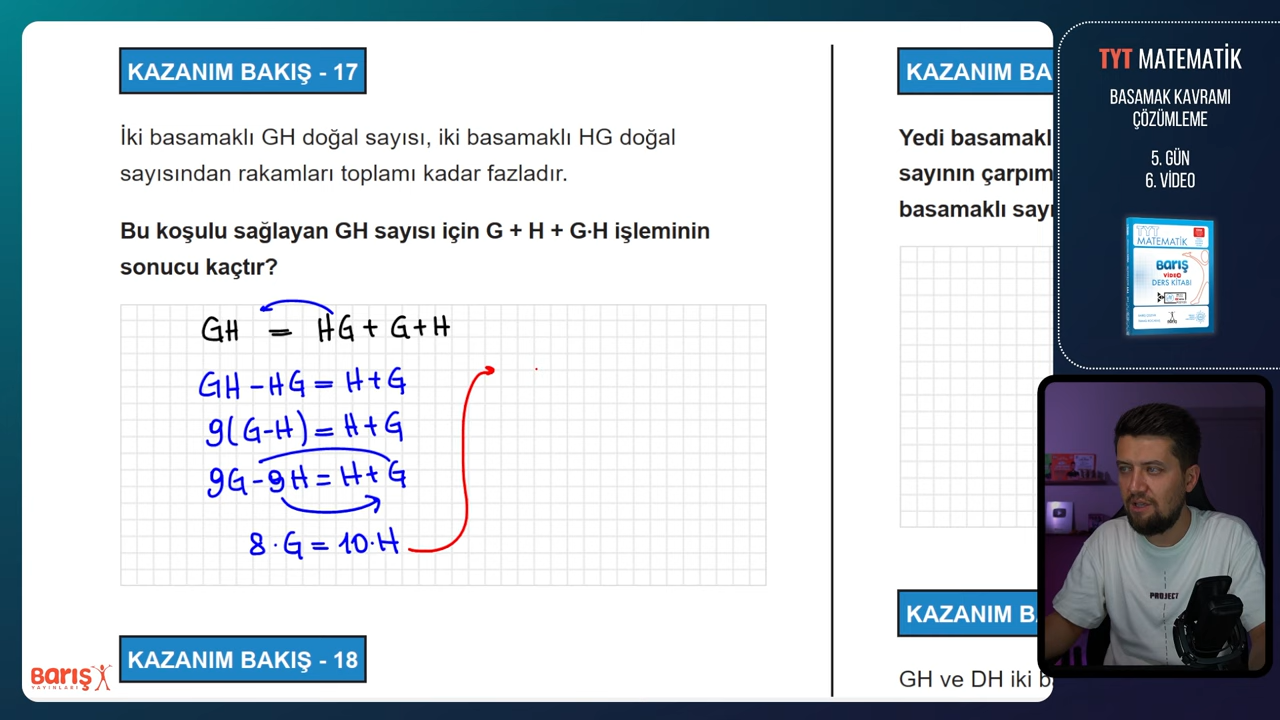 KAZANIM BAKIŞ - 17
İki basamaklı GH doğal sayısı, iki basamaklı HG doğal
sayısından rakamları toplamı kadar fazladır.
Bu koşulu sağlayan GH sayısı için G + H + G·H işleminin
sonucu kaçtır?
GH = HG + G + H
GH - HG = H + G
9(G-H) = H + G
9G - 9H = H + G
8·G = 10·H
KAZANIM BAKIŞ - 18
BARIŞ
YAYINLARI
KAZANIM BA
Yedi basamakl
sayının çarpım
basamaklı sayı
KAZANIM B
GH ve DH iki b
TYT MATEMATİK
BASAMAK KAVRAMI
ÇÖZÜMLEME
5. GÜN
6. VİDEO
TYT
MATEMATİK
BARIŞ
VİDEO
DERS KİTABI
PROJECT